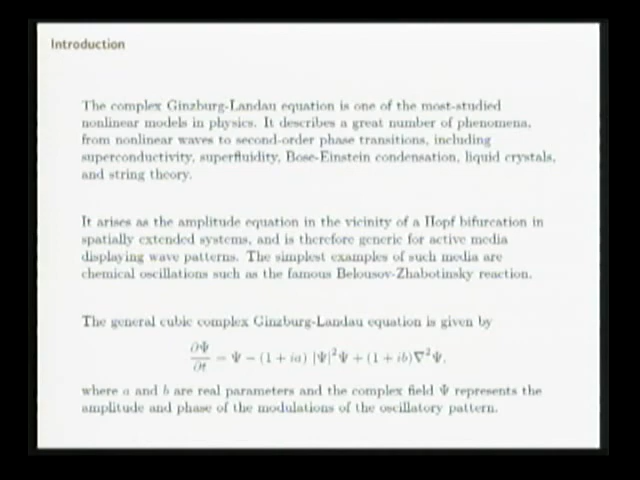 Introduction
The complex Ginzburg-Landau equation is one of the most-studied
nonlinear models in physics. It describes a great number of phenomena,
from nonlinear waves to second-order phase transitions, including
superconductivity, superfluidity, Bose-Einstein condensation, liquid crystals,
and string theory.
It arises as the amplitude equation in the vicinity of a Hopf bifurcation in
spatially extended systems, and is therefore generic for active media
displaying wave patterns. The simplest examples of such media are
chemical oscillations such as the famous Belousov-Zhabotinsky reaction.
The general cubic complex Ginzburg-Landau equation is given by
∂Ψ/∂t = Ψ − (1 + ia) |Ψ|²Ψ + (1 + ib)∇²Ψ,
where a and b are real parameters and the complex field Ψ represents the
amplitude and phase of the modulations of the oscillatory pattern.